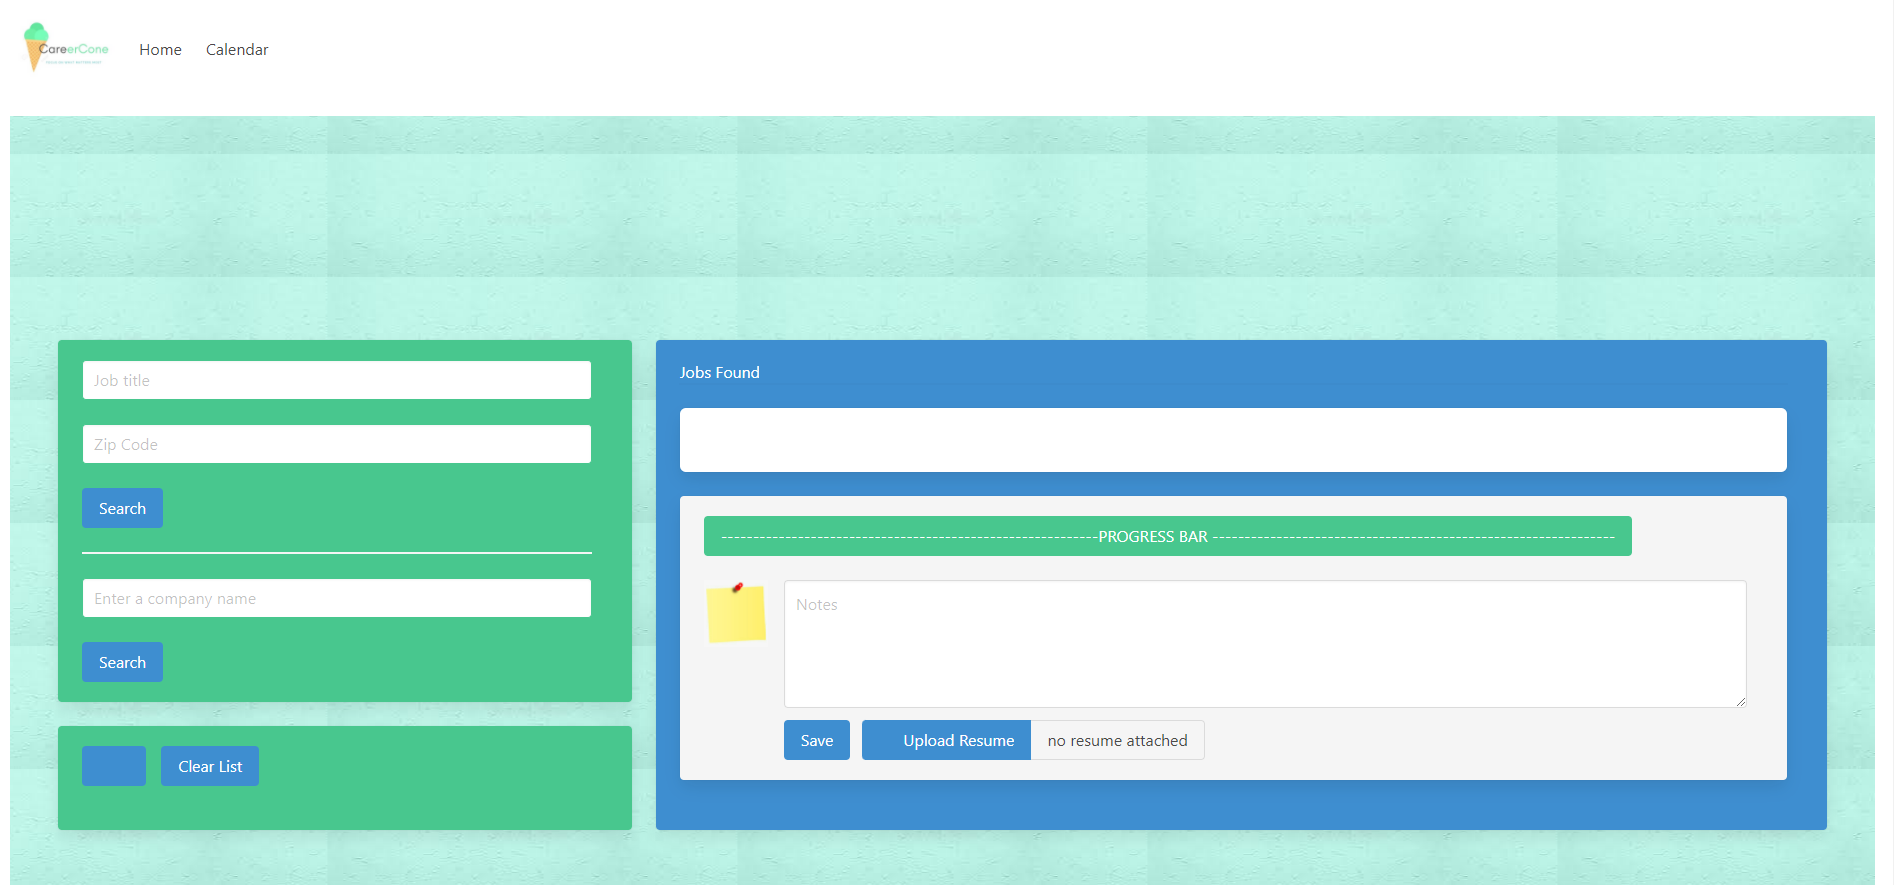 CareerCone
Home
Calendar
Job title
Zip Code
Search
Enter a company name
Search
Clear List
Jobs Found
-----------------------------------------------------------PROGRESS BAR ---------------------------------------------------------------
Notes
Save
Upload Resume
no resume attached